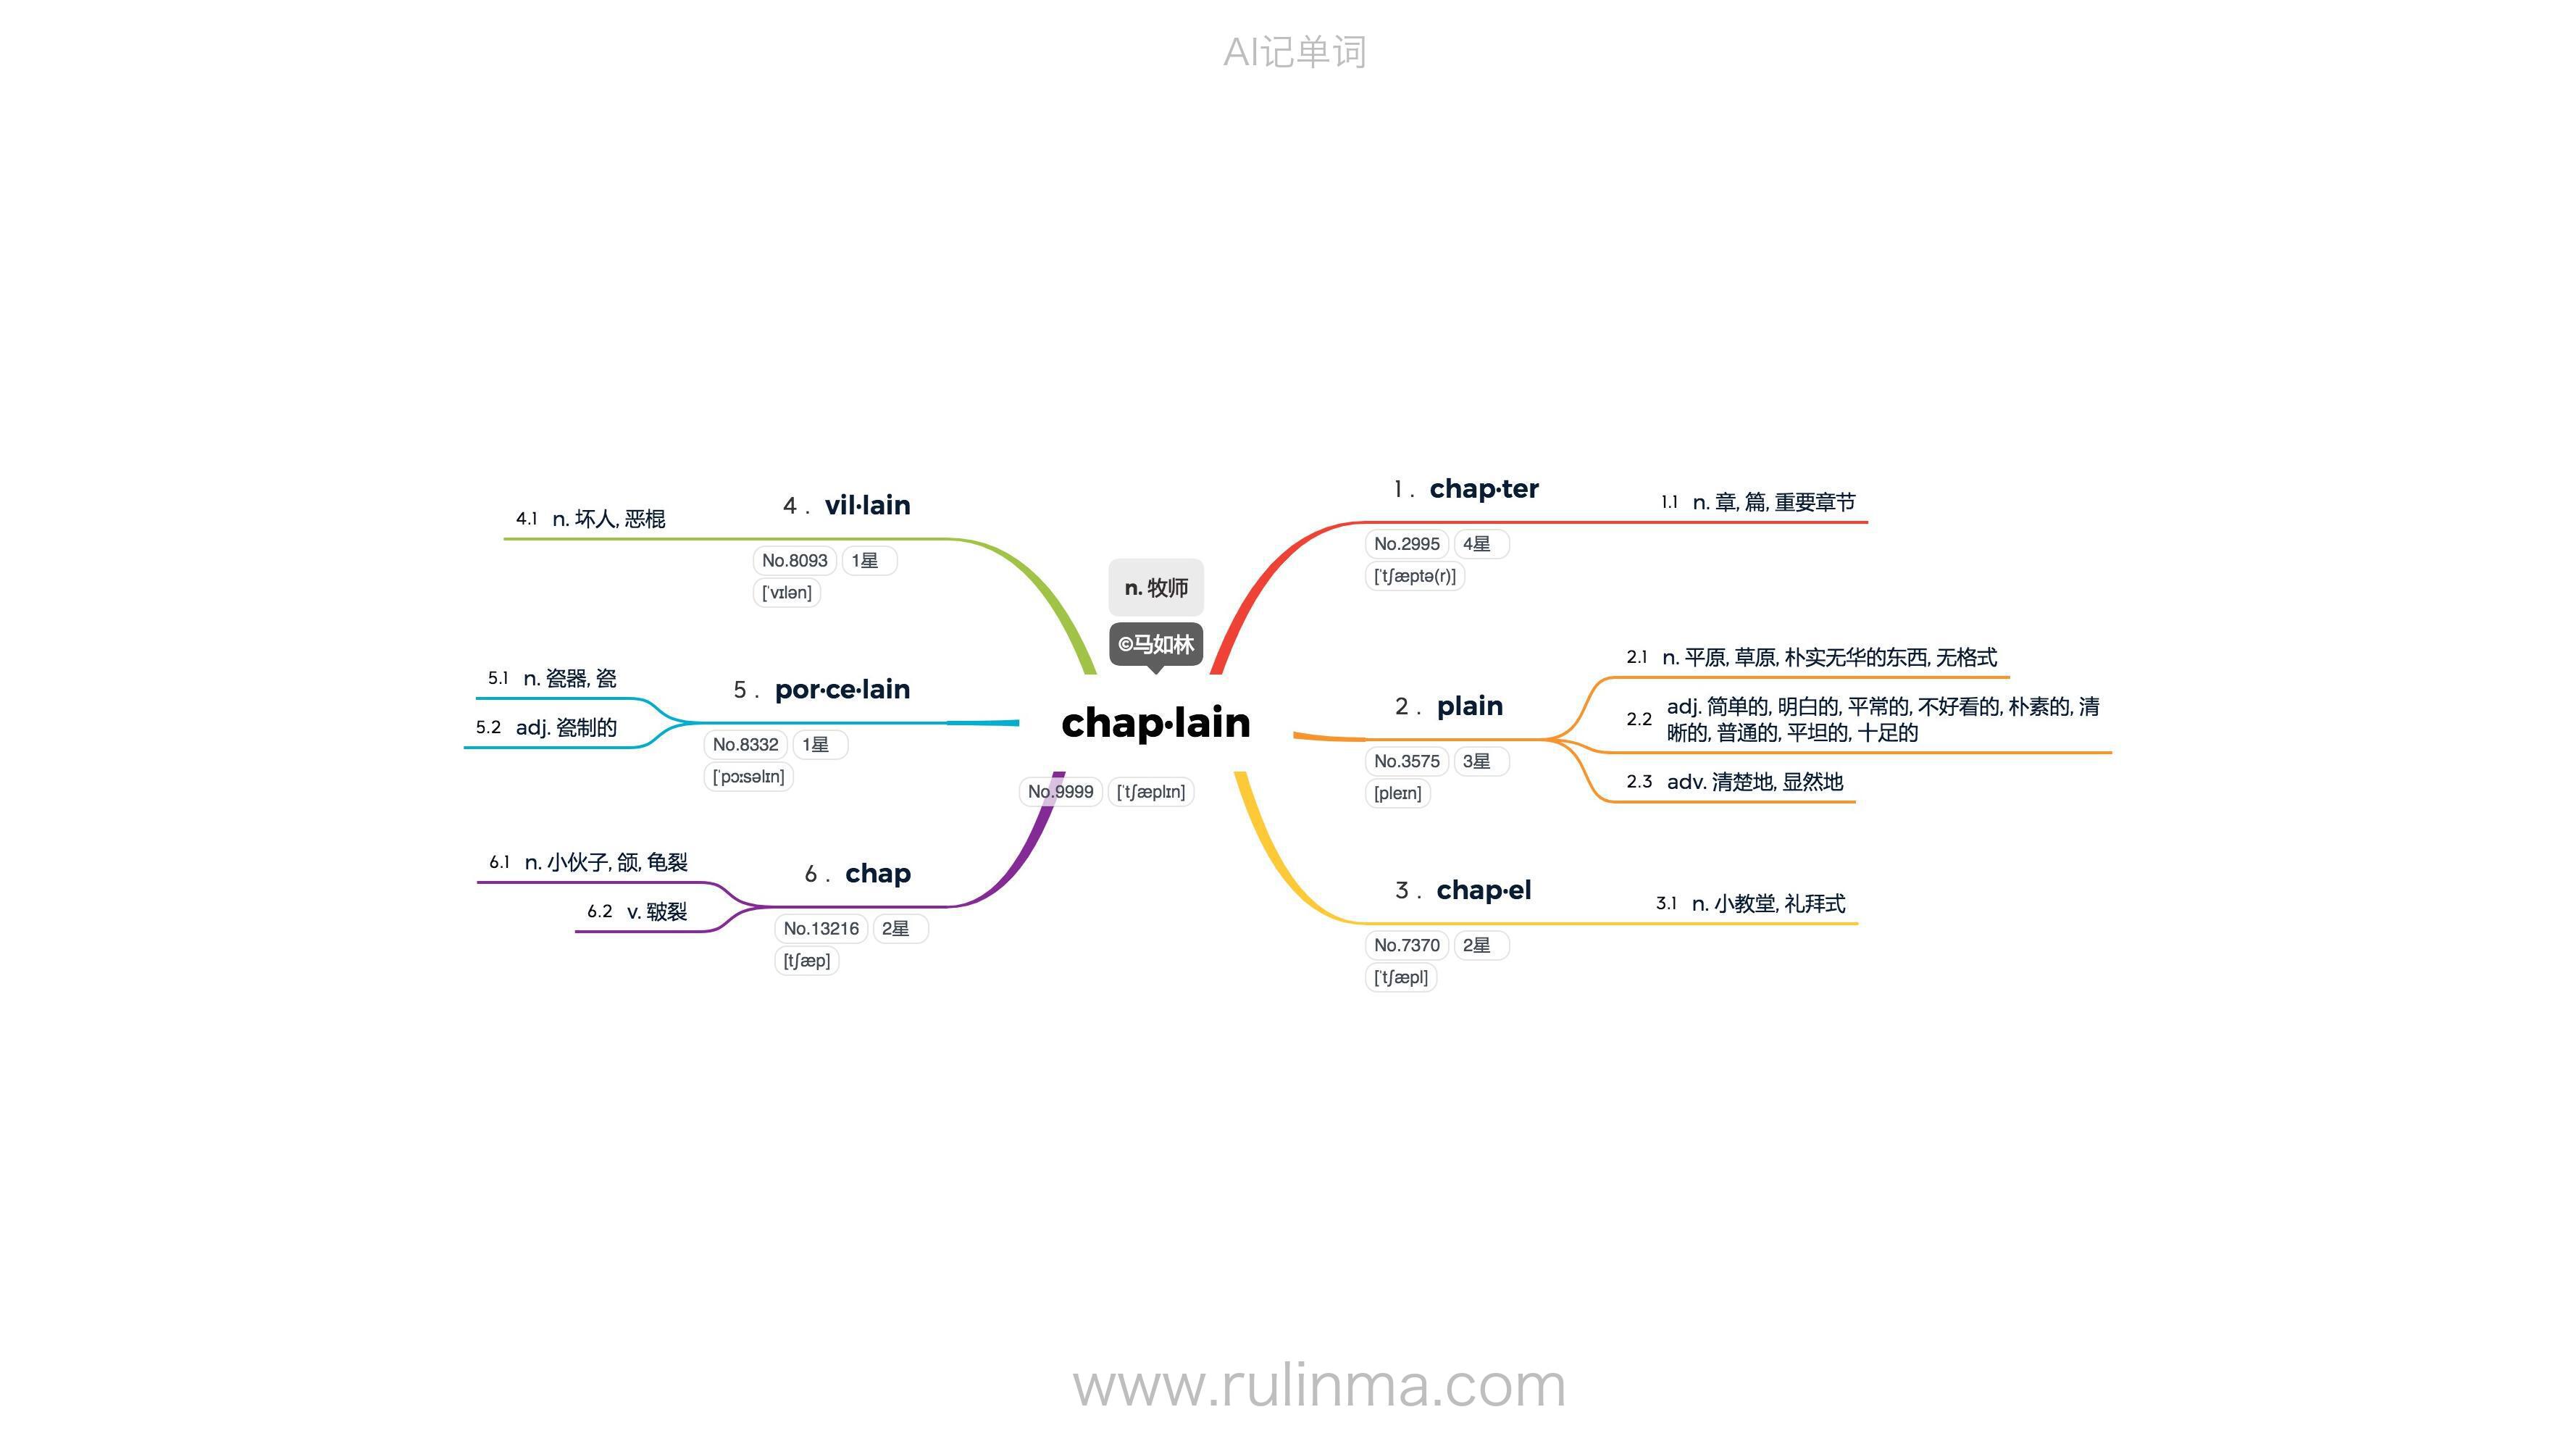 AI记单词
n. 牧师
©马如林
chap·lain
No.9999 [ˈtʃæplɪn]
1 . chap·ter
No.2995 4星
[ˈtʃæptə(r)]
1.1 n. 章, 篇, 重要章节
2 . plain
No.3575 3星
[pleɪn]
2.1 n. 平原, 草原, 朴实无华的东西, 无格式
2.2 adj. 简单的, 明白的, 平常的, 不好看的, 朴素的, 清
晰的, 普通的, 平坦的, 十足的
2.3 adv. 清楚地, 显然地
3 . chap·el
No.7370 2星
[ˈtʃæpl]
3.1 n. 小教堂, 礼拜式
4 . vil·lain
No.8093 1星
[ˈvɪlən]
4.1 n. 坏人, 恶棍
5 . por·ce·lain
No.8332 1星
[ˈpɔːsəlɪn]
5.1 n. 瓷器, 瓷
5.2 adj. 瓷制的
6 . chap
No.13216 2星
[tʃæp]
6.1 n. 小伙子, 颌, 龟裂
6.2 v. 皲裂
www.rulinma.com